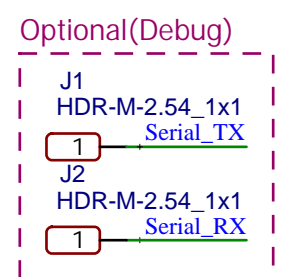 Optional(Debug)
J1
HDR-M-2.54_1x1
Serial_TX
1
J2
HDR-M-2.54_1x1
Serial_RX
1